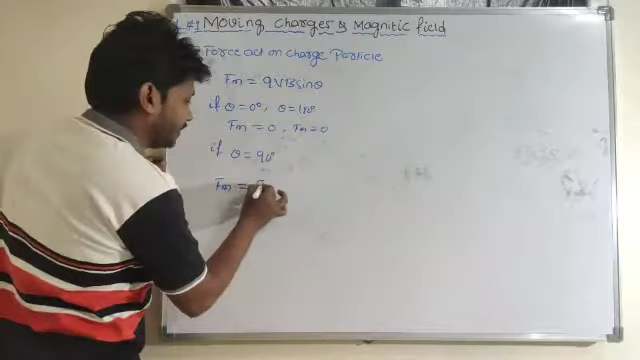 #1 Moving Charges & Magnitic field
Force act on charge Particle
Fm = qVBsinθ
if θ = 0°, θ = 180°
Fm = 0, Fm = 0
if θ = 90°
Fm =